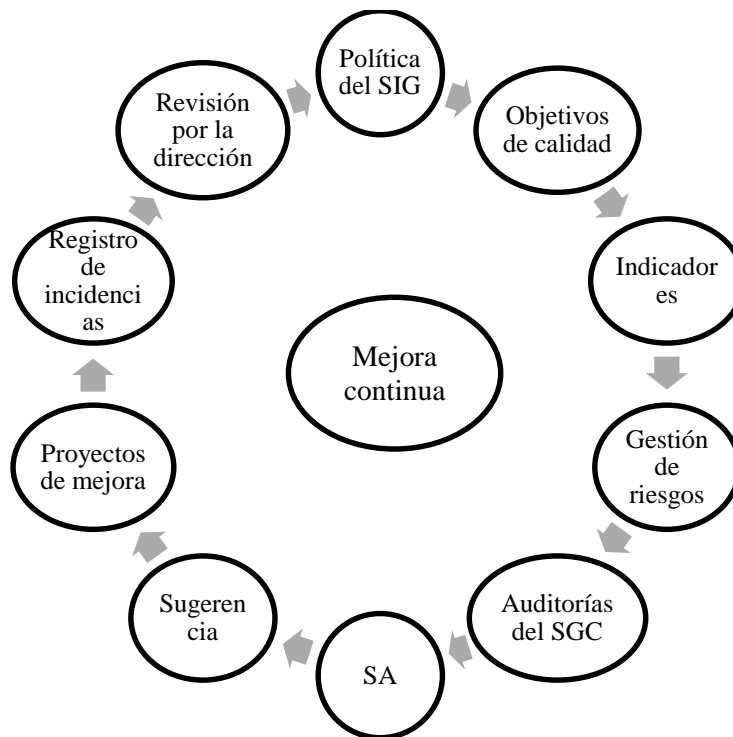 Política
del SIG
Objetivos
de calidad
Indicador
es
Gestión
de
riesgos
Auditorías
del SGC
SA
Sugeren
cia
Proyectos
de mejora
Registro
de
incidenci
as
Revisión
por la
dirección
Mejora
continua